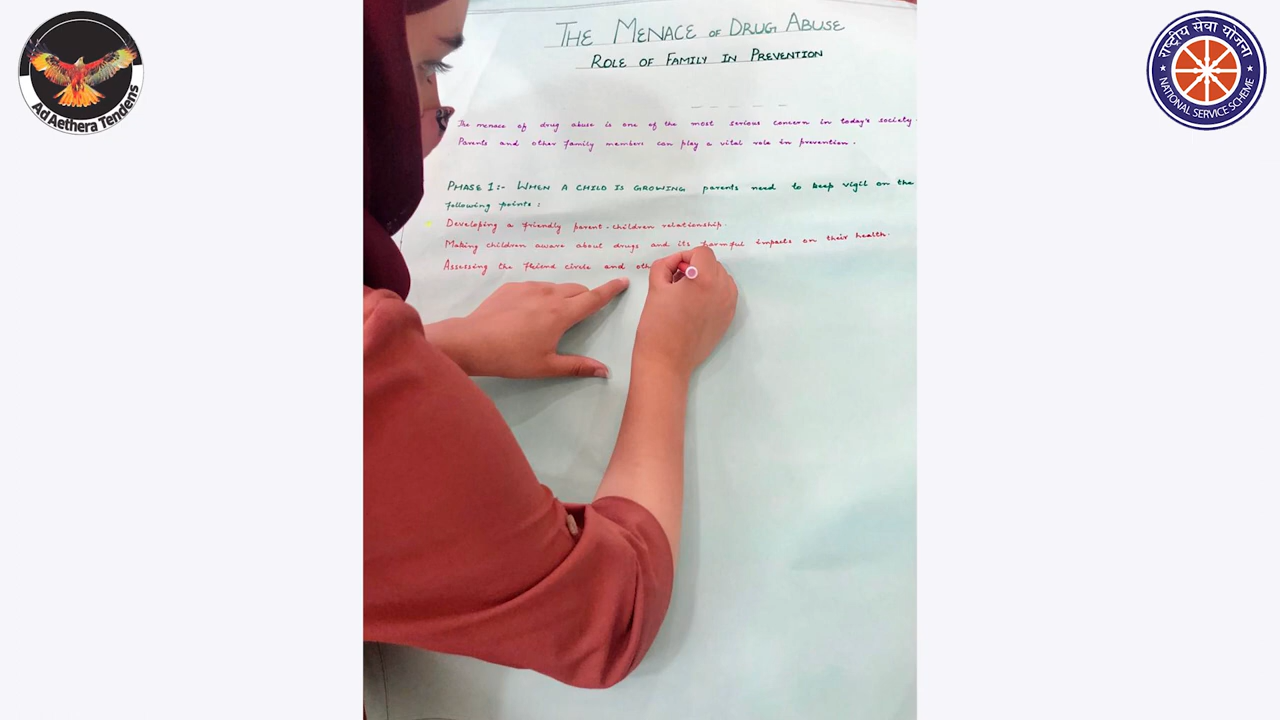 Ad Aethera Tendens
राष्ट्रीय सेवा योजना
NATIONAL SERVICE SCHEME
THE MENACE OF DRUG ABUSE
ROLE OF FAMILY IN PREVENTION
The menace of drug abuse is one of the most serious concern in today's society.
Parents and other family members can play a vital role in prevention.
PHASE 1:- WHEN A CHILD IS GROWING parents need to keep vigil on the
following points:
Developing a friendly parent-children relationship.
Making children aware about drugs and its harmful impacts on their health.
Assessing the friend circle and oth